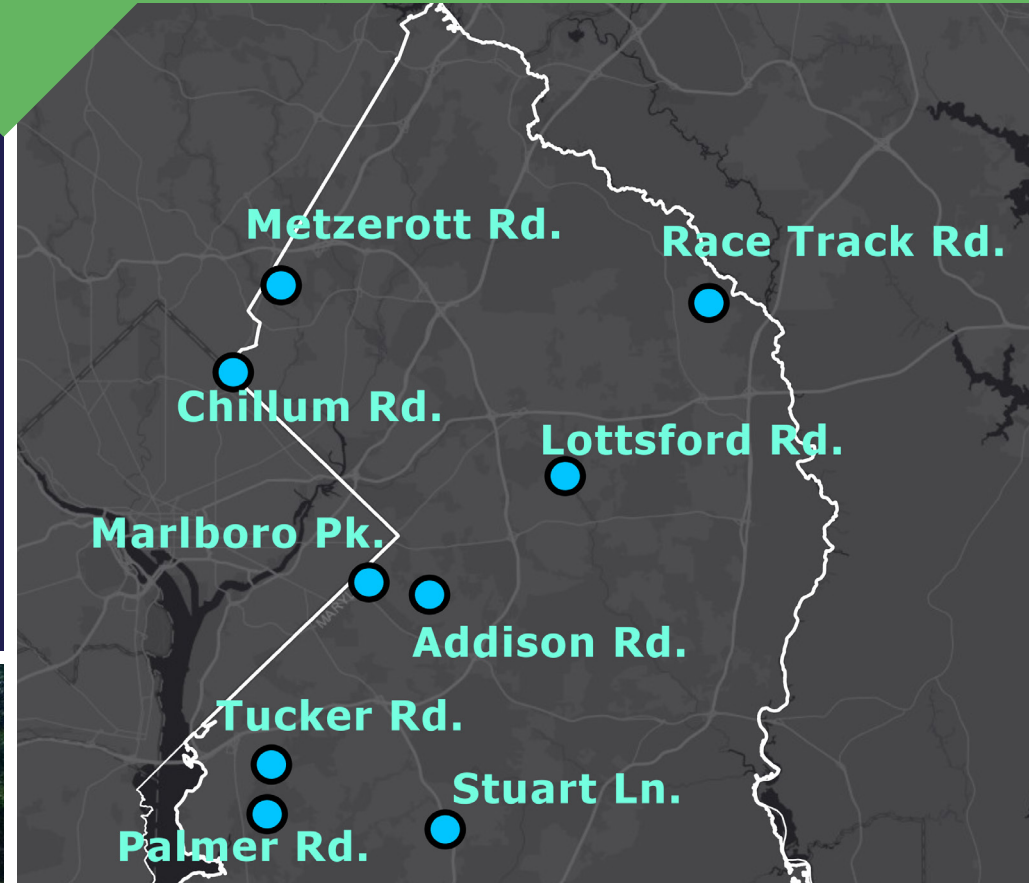 Metzerott Rd.
Race Track Rd.
Chillum Rd.
Lottsford Rd.
Marlboro Pk.
Addison Rd.
Tucker Rd.
Stuart Ln.
Palmer Rd.